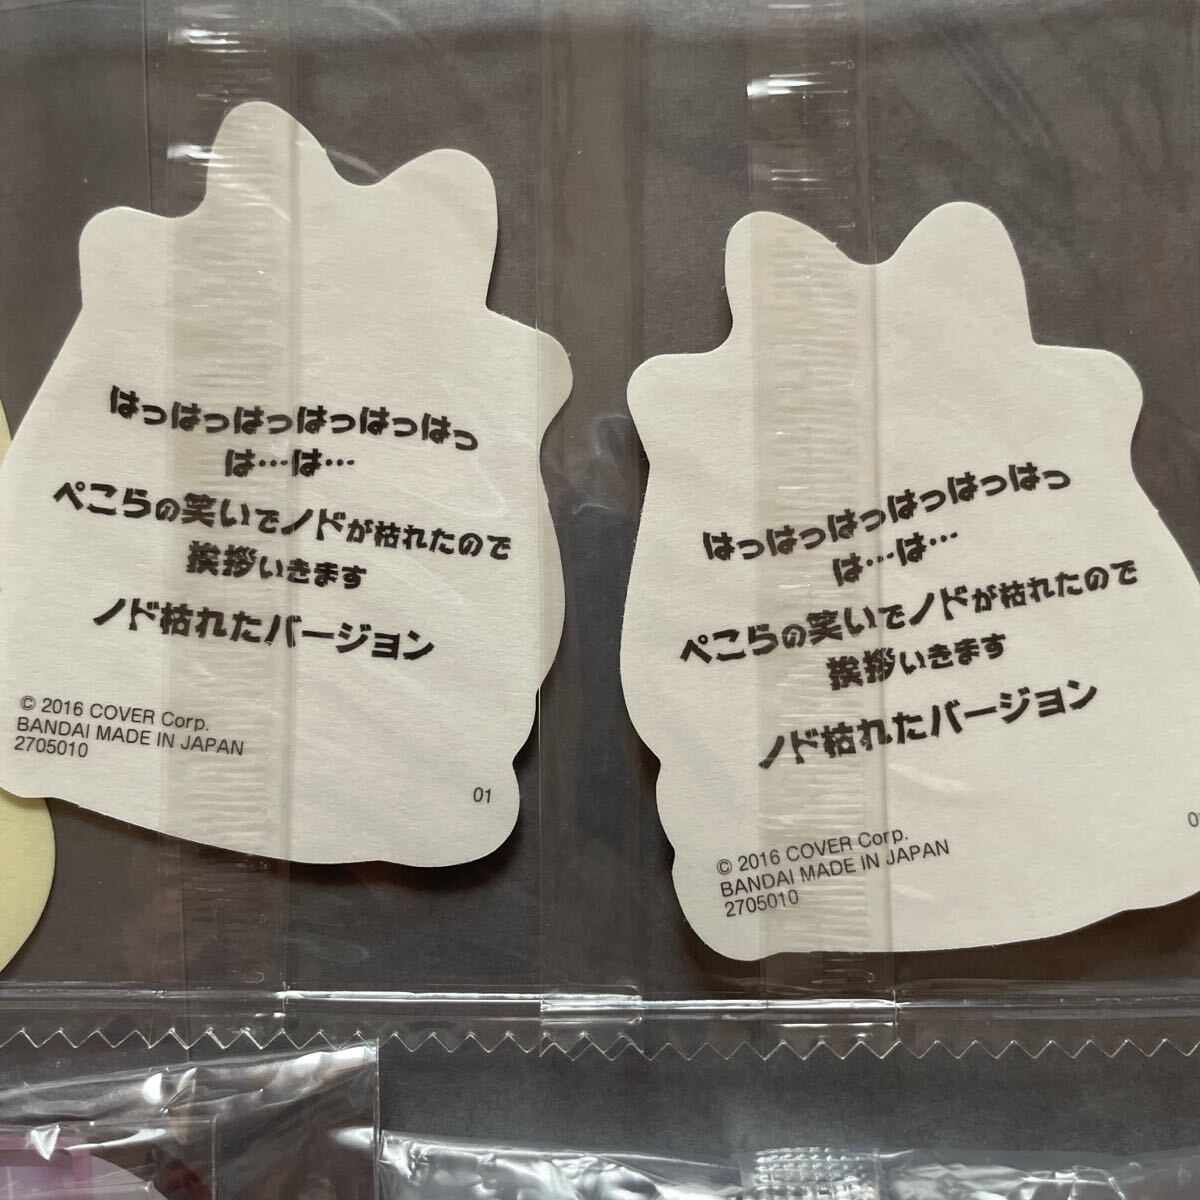 はっはっはっはっはっはっ
は…は…
ぺこらの笑いでノドが枯れたので
挨拶いきます
ノド枯れたバージョン
© 2016 COVER Corp.
BANDAI MADE IN JAPAN
2705010
01
はっはっはっはっはっはっ
は…は…
ぺこらの笑いでノドが枯れたので
挨拶いきます
ノド枯れたバージョン
© 2016 COVER Corp.
BANDAI MADE IN JAPAN
2705010